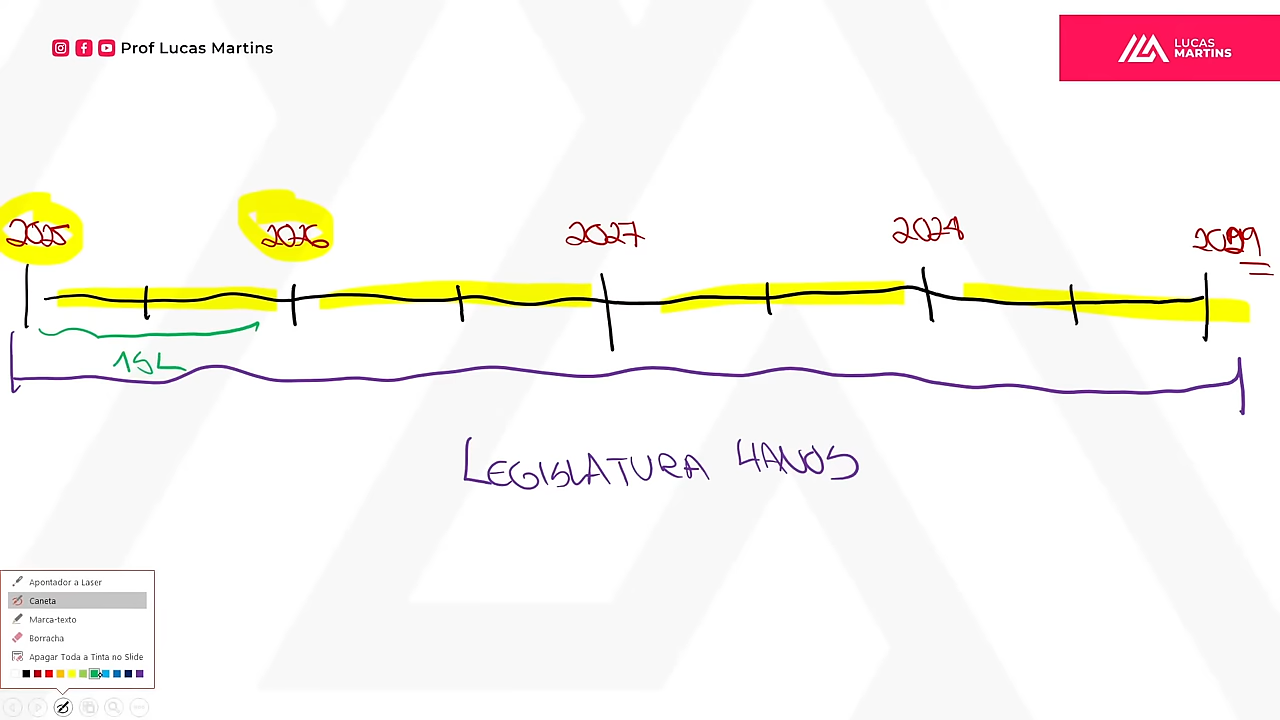 Prof Lucas Martins
LUCAS
MARTINS
2025 2026 2027 2028 2029
1SL
LEGISLATURA 4ANOS
Apontador a Laser
Caneta
Marca-texto
Borracha
Apagar Toda a Tinta no Slide